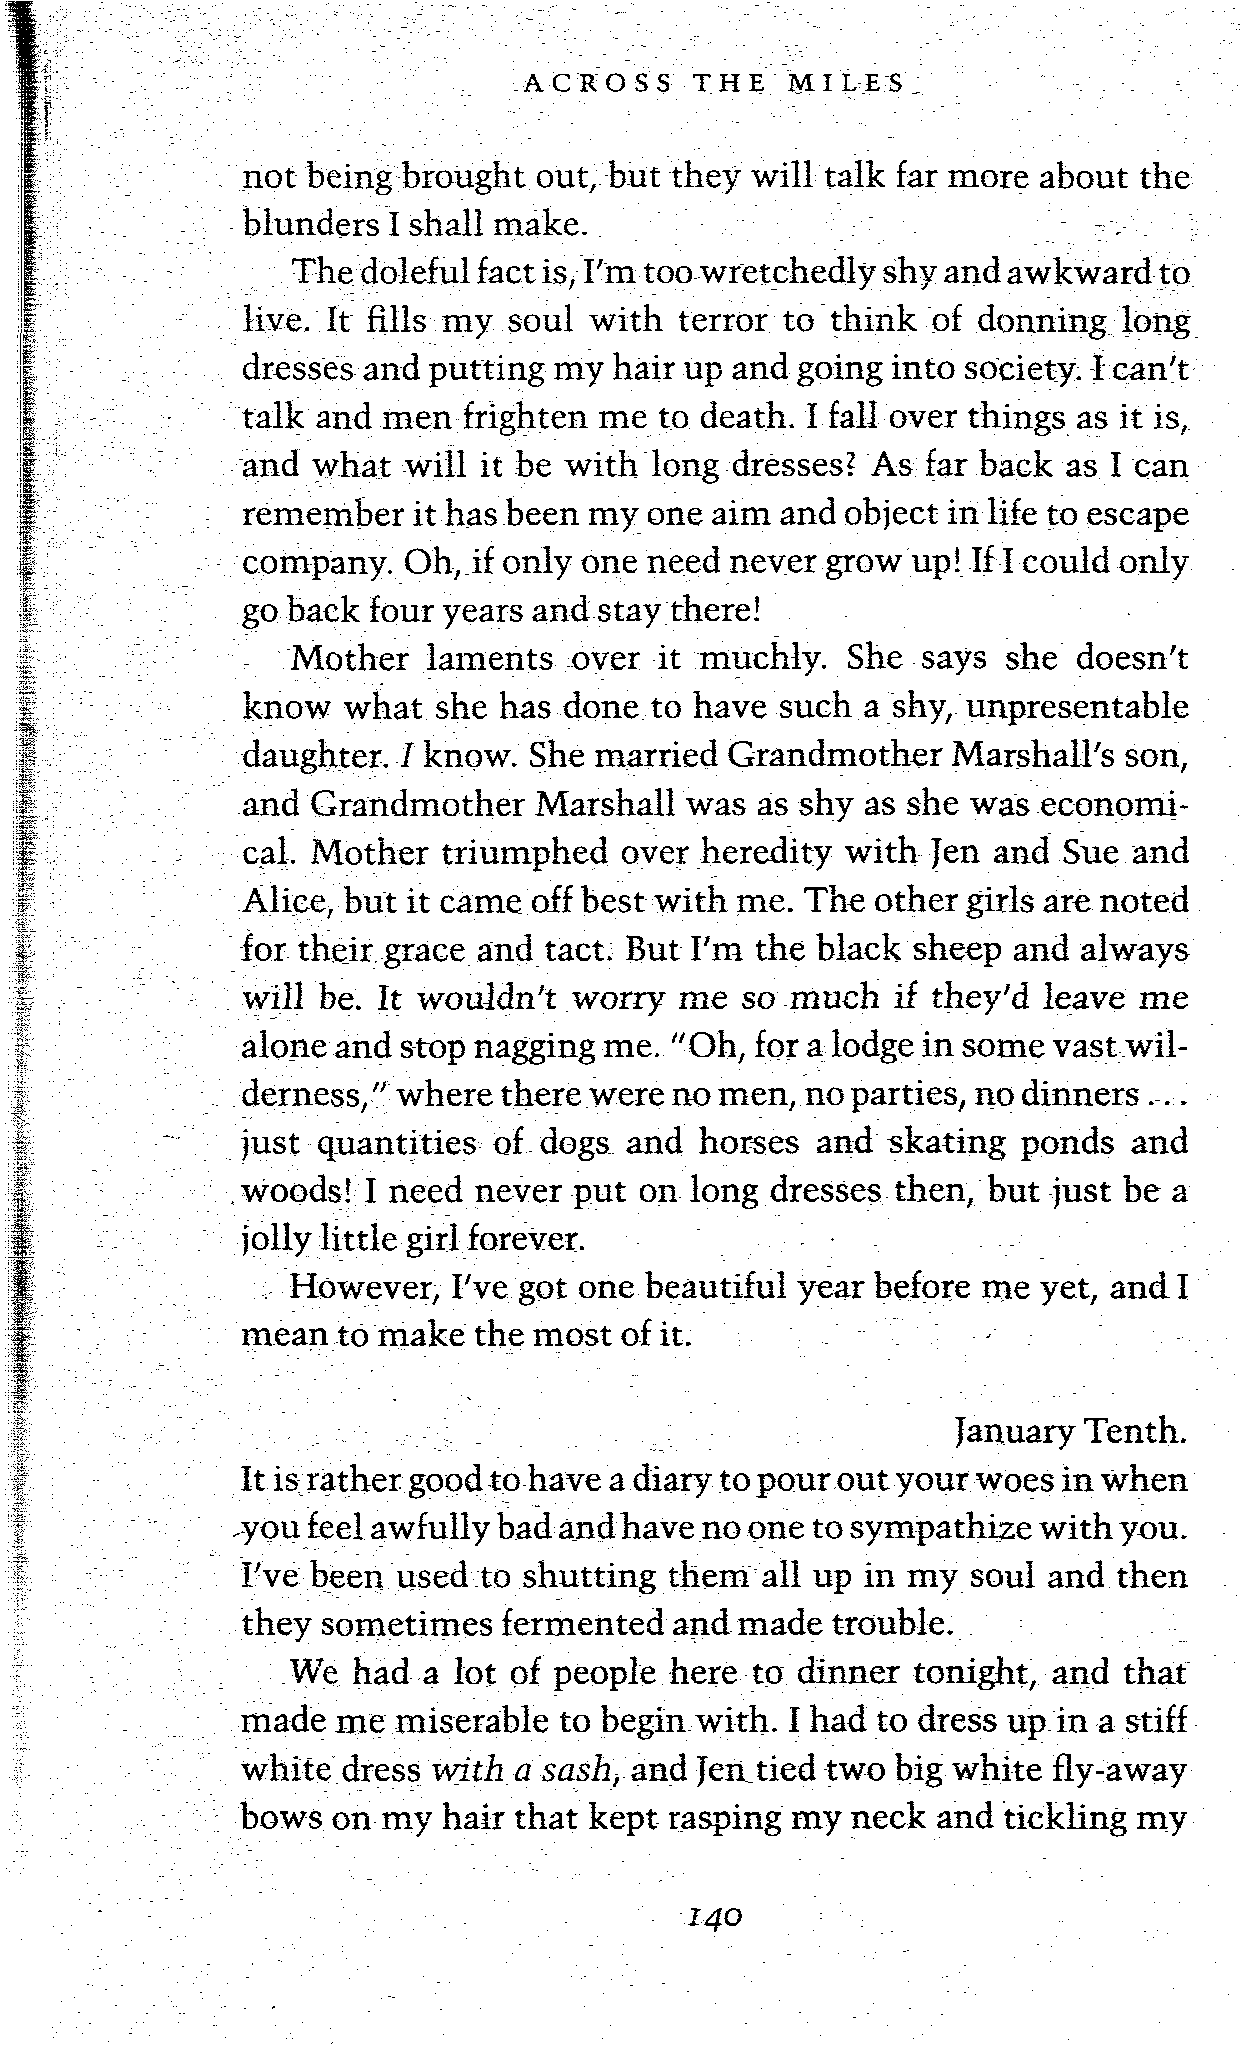 ACROSS THE MILES
not being brought out, but they will talk far more about the
blunders I shall make.
The doleful fact is, I'm too wretchedly shy and awkward to
live. It fills my soul with terror to think of donning long
dresses and putting my hair up and going into society. I can't
talk and men frighten me to death. I fall over things as it is,
and what will it be with long dresses? As far back as I can
remember it has been my one aim and object in life to escape
company. Oh, if only one need never grow up! If I could only
go back four years and stay there!
Mother laments over it muchly. She says she doesn't
know what she has done to have such a shy, unpresentable
daughter. I know. She married Grandmother Marshall's son,
and Grandmother Marshall was as shy as she was economi-
cal. Mother triumphed over heredity with Jen and Sue and
Alice, but it came off best with me. The other girls are noted
for their grace and tact. But I'm the black sheep and always
will be. It wouldn't worry me so much if they'd leave me
alone and stop nagging me. "Oh, for a lodge in some vast wil-
derness," where there were no men, no parties, no dinners ...
just quantities of dogs and horses and skating ponds and
woods! I need never put on long dresses then, but just be a
jolly little girl forever.
However, I've got one beautiful year before me yet, and I
mean to make the most of it.
January Tenth.
It is rather good to have a diary to pour out your woes in when
you feel awfully bad and have no one to sympathize with you.
I've been used to shutting them all up in my soul and then
they sometimes fermented and made trouble.
We had a lot of people here to dinner tonight, and that
made me miserable to begin with. I had to dress up in a stiff
white dress with a sash, and Jen tied two big white fly-away
bows on my hair that kept rasping my neck and tickling my
140